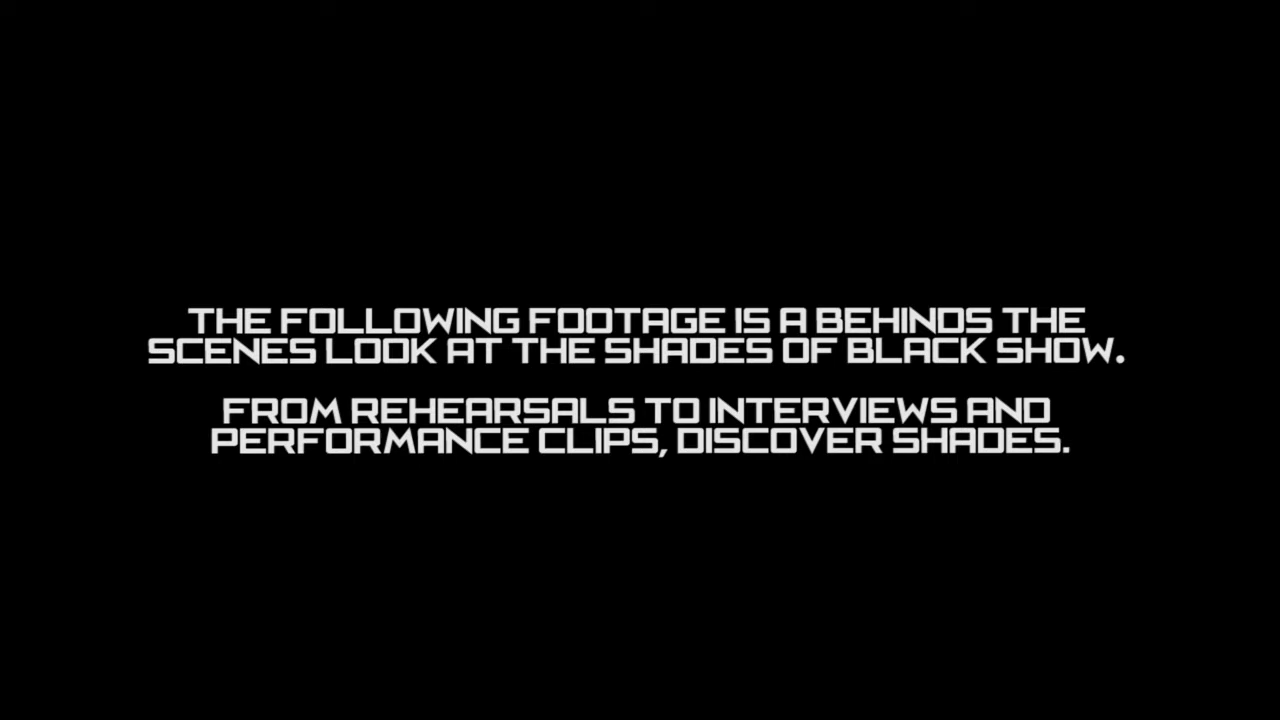 THE FOLLOWING FOOTAGE IS A BEHINDS THE
SCENES LOOK AT THE SHADES OF BLACK SHOW.
FROM REHEARSALS TO INTERVIEWS AND
PERFORMANCE CLIPS, DISCOVER SHADES.